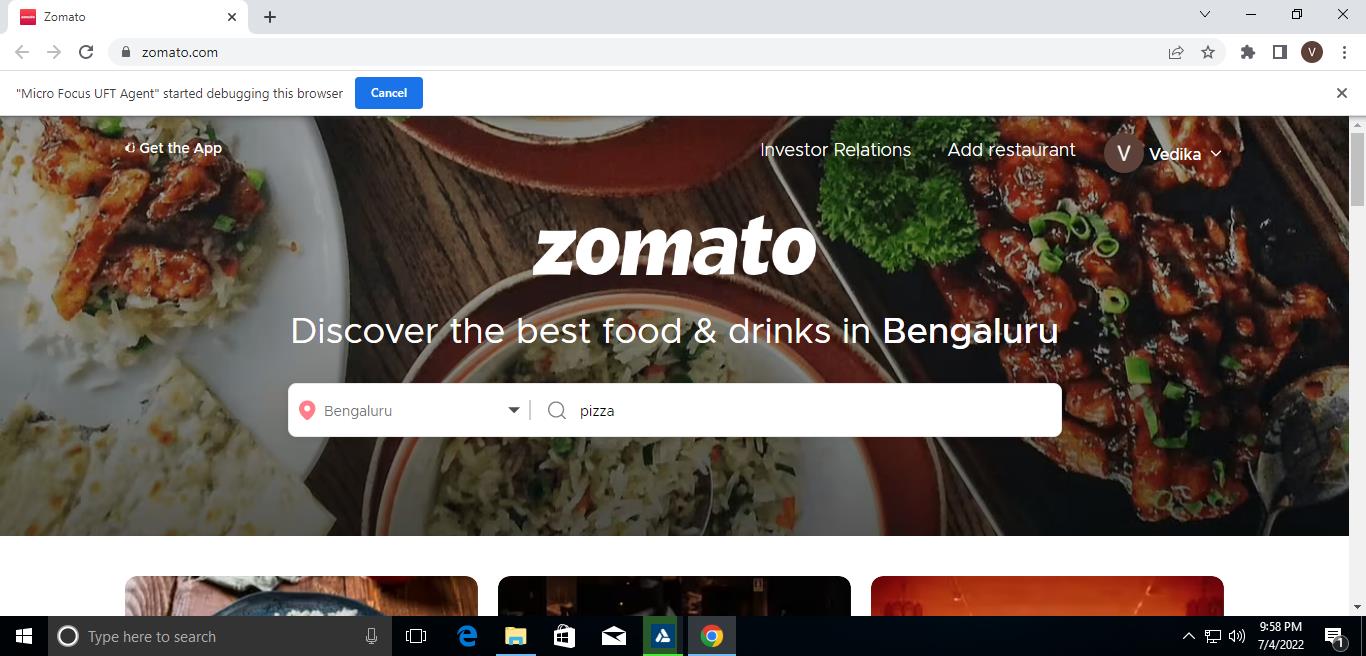 Zomato
zomato.com
V
"Micro Focus UFT Agent" started debugging this browser
Cancel
Get the App
Investor Relations
Add restaurant
V
Vedika
zomato
Discover the best food & drinks in Bengaluru
Bengaluru
pizza
Type here to search
9:58 PM
7/4/2022
1